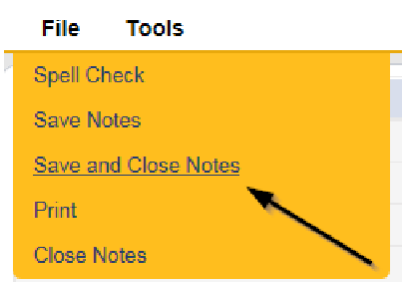 File Tools
Spell Check
Save Notes
Save and Close Notes
Print
Close Notes